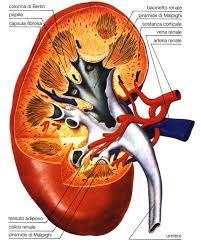 colonna di Bertin
papilla
capsula fibrosa
bacinetto renale
piramide di Malpighi
sostanza corticale
vena renale
arteria renale
tessuto adiposo
calice renale
piramide di Malpighi
uretere